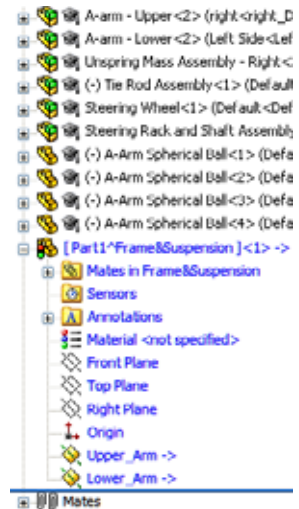 A-arm - Upper<2> (right<right_D
A-arm - Lower<2> (Left Side<Lef
Unspring Mass Assembly - Right<
(-) Tie Rod Assembly<1> (Default
Steering Wheel<1> (Default<Def
Steering Rack and Shaft Assembly
(-) A-Arm Spherical Ball<1> (Defa
(-) A-Arm Spherical Ball<2> (Defa
(-) A-Arm Spherical Ball<3> (Defa
(-) A-Arm Spherical Ball<4> (Defa
[ Part1^Frame&Suspension ]<1> ->
Mates in Frame&Suspension
Sensors
Annotations
Material <not specified>
Front Plane
Top Plane
Right Plane
Origin
Upper_Arm ->
Lower_Arm ->
Mates